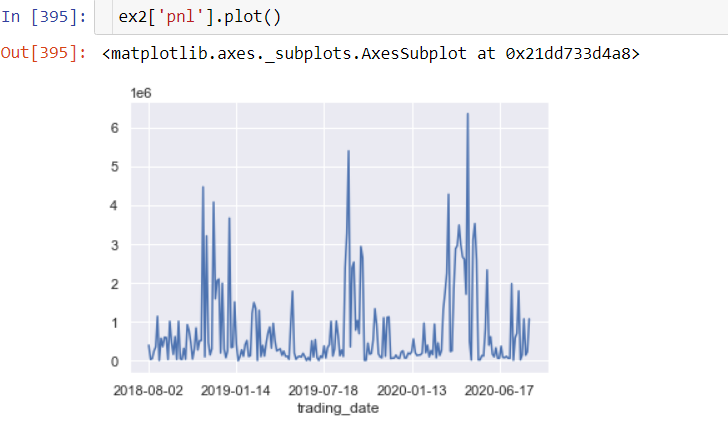 In [395]: ex2['pnl'].plot()
Out[395]: <matplotlib.axes._subplots.AxesSubplot at 0x21dd733d4a8>
1e6
6
5
4
3
2
1
0
2018-08-02 2019-01-14 2019-07-18 2020-01-13 2020-06-17
trading_date